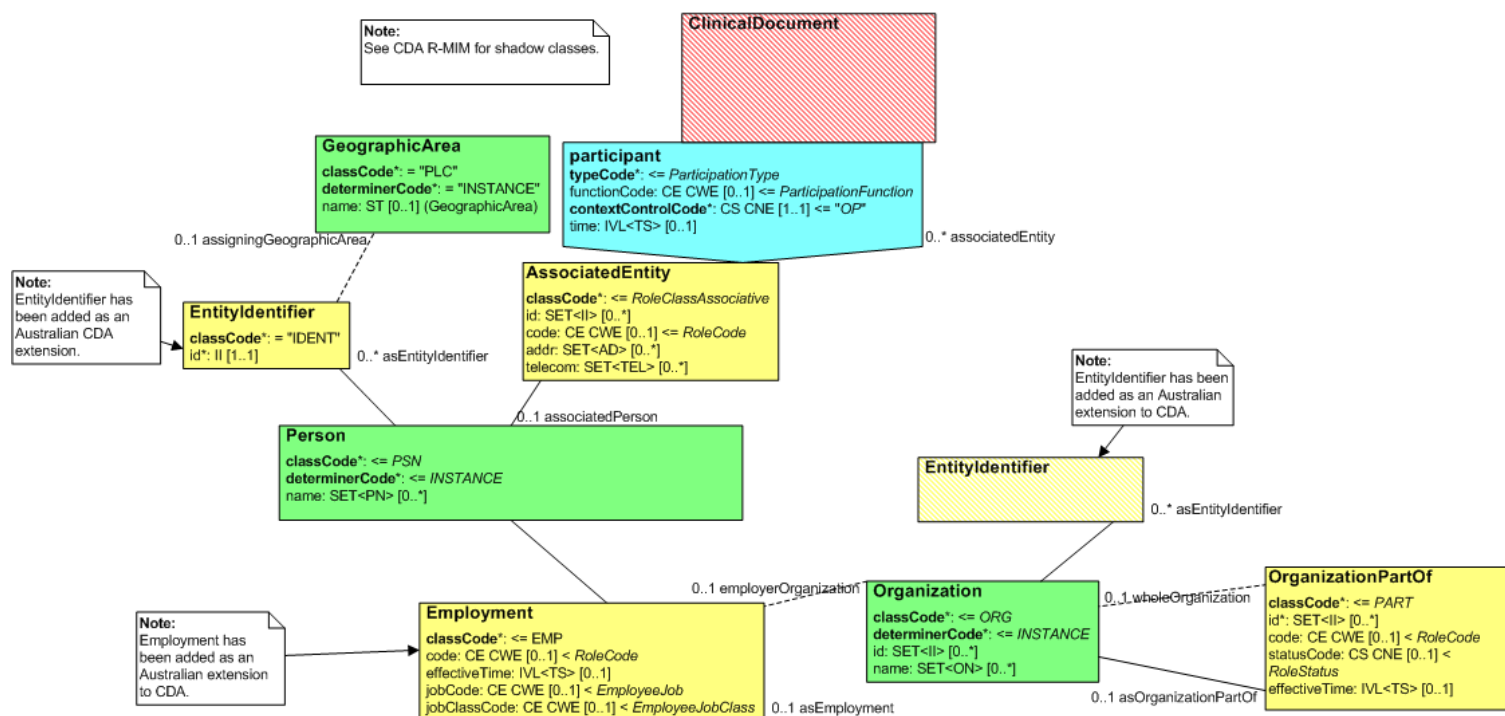 ClinicalDocument
Note:
See CDA R-MIM for shadow classes.
GeographicArea
classCode*: = "PLC"
determinerCode*: = "INSTANCE"
name: ST [0..1] (GeographicArea)
participant
typeCode*: <= ParticipationType
functionCode: CE CWE [0..1] <= ParticipationFunction
contextControlCode*: CS CNE [1..1] <= "OP"
time: IVL<TS> [0..1]
0..1 assigningGeographicArea
0..* associatedEntity
Note:
EntityIdentifier has
been added as an
Australian CDA
extension.
EntityIdentifier
classCode*: = "IDENT"
id*: II [1..1]
0..* asEntityIdentifier
AssociatedEntity
classCode*: <= RoleClassAssociative
id: SET<II> [0..*]
code: CE CWE [0..1] <= RoleCode
addr: SET<AD> [0..*]
telecom: SET<TEL> [0..*]
0..1 associatedPerson
Note:
EntityIdentifier has been
added as an Australian
extension to CDA.
Person
classCode*: <= PSN
determinerCode*: <= INSTANCE
name: SET<PN> [0..*]
EntityIdentifier
0..* asEntityIdentifier
0..1 employerOrganization
Organization
classCode*: <= ORG
determinerCode*: <= INSTANCE
id: SET<II> [0..*]
name: SET<ON> [0..*]
0..1 wholeOrganization
OrganizationPartOf
classCode*: <= PART
id*: SET<II> [0..*]
code: CE CWE [0..1] < RoleCode
statusCode: CS CNE [0..1] <
RoleStatus
effectiveTime: IVL<TS> [0..1]
0..1 asOrganizationPartOf
Note:
Employment has
been added as an
Australian extension
to CDA.
Employment
classCode*: <= EMP
code: CE CWE [0..1] < RoleCode
effectiveTime: IVL<TS> [0..1]
jobCode: CE CWE [0..1] < EmployeeJob
jobClassCode: CE CWE [0..1] < EmployeeJobClass
0..1 asEmployment